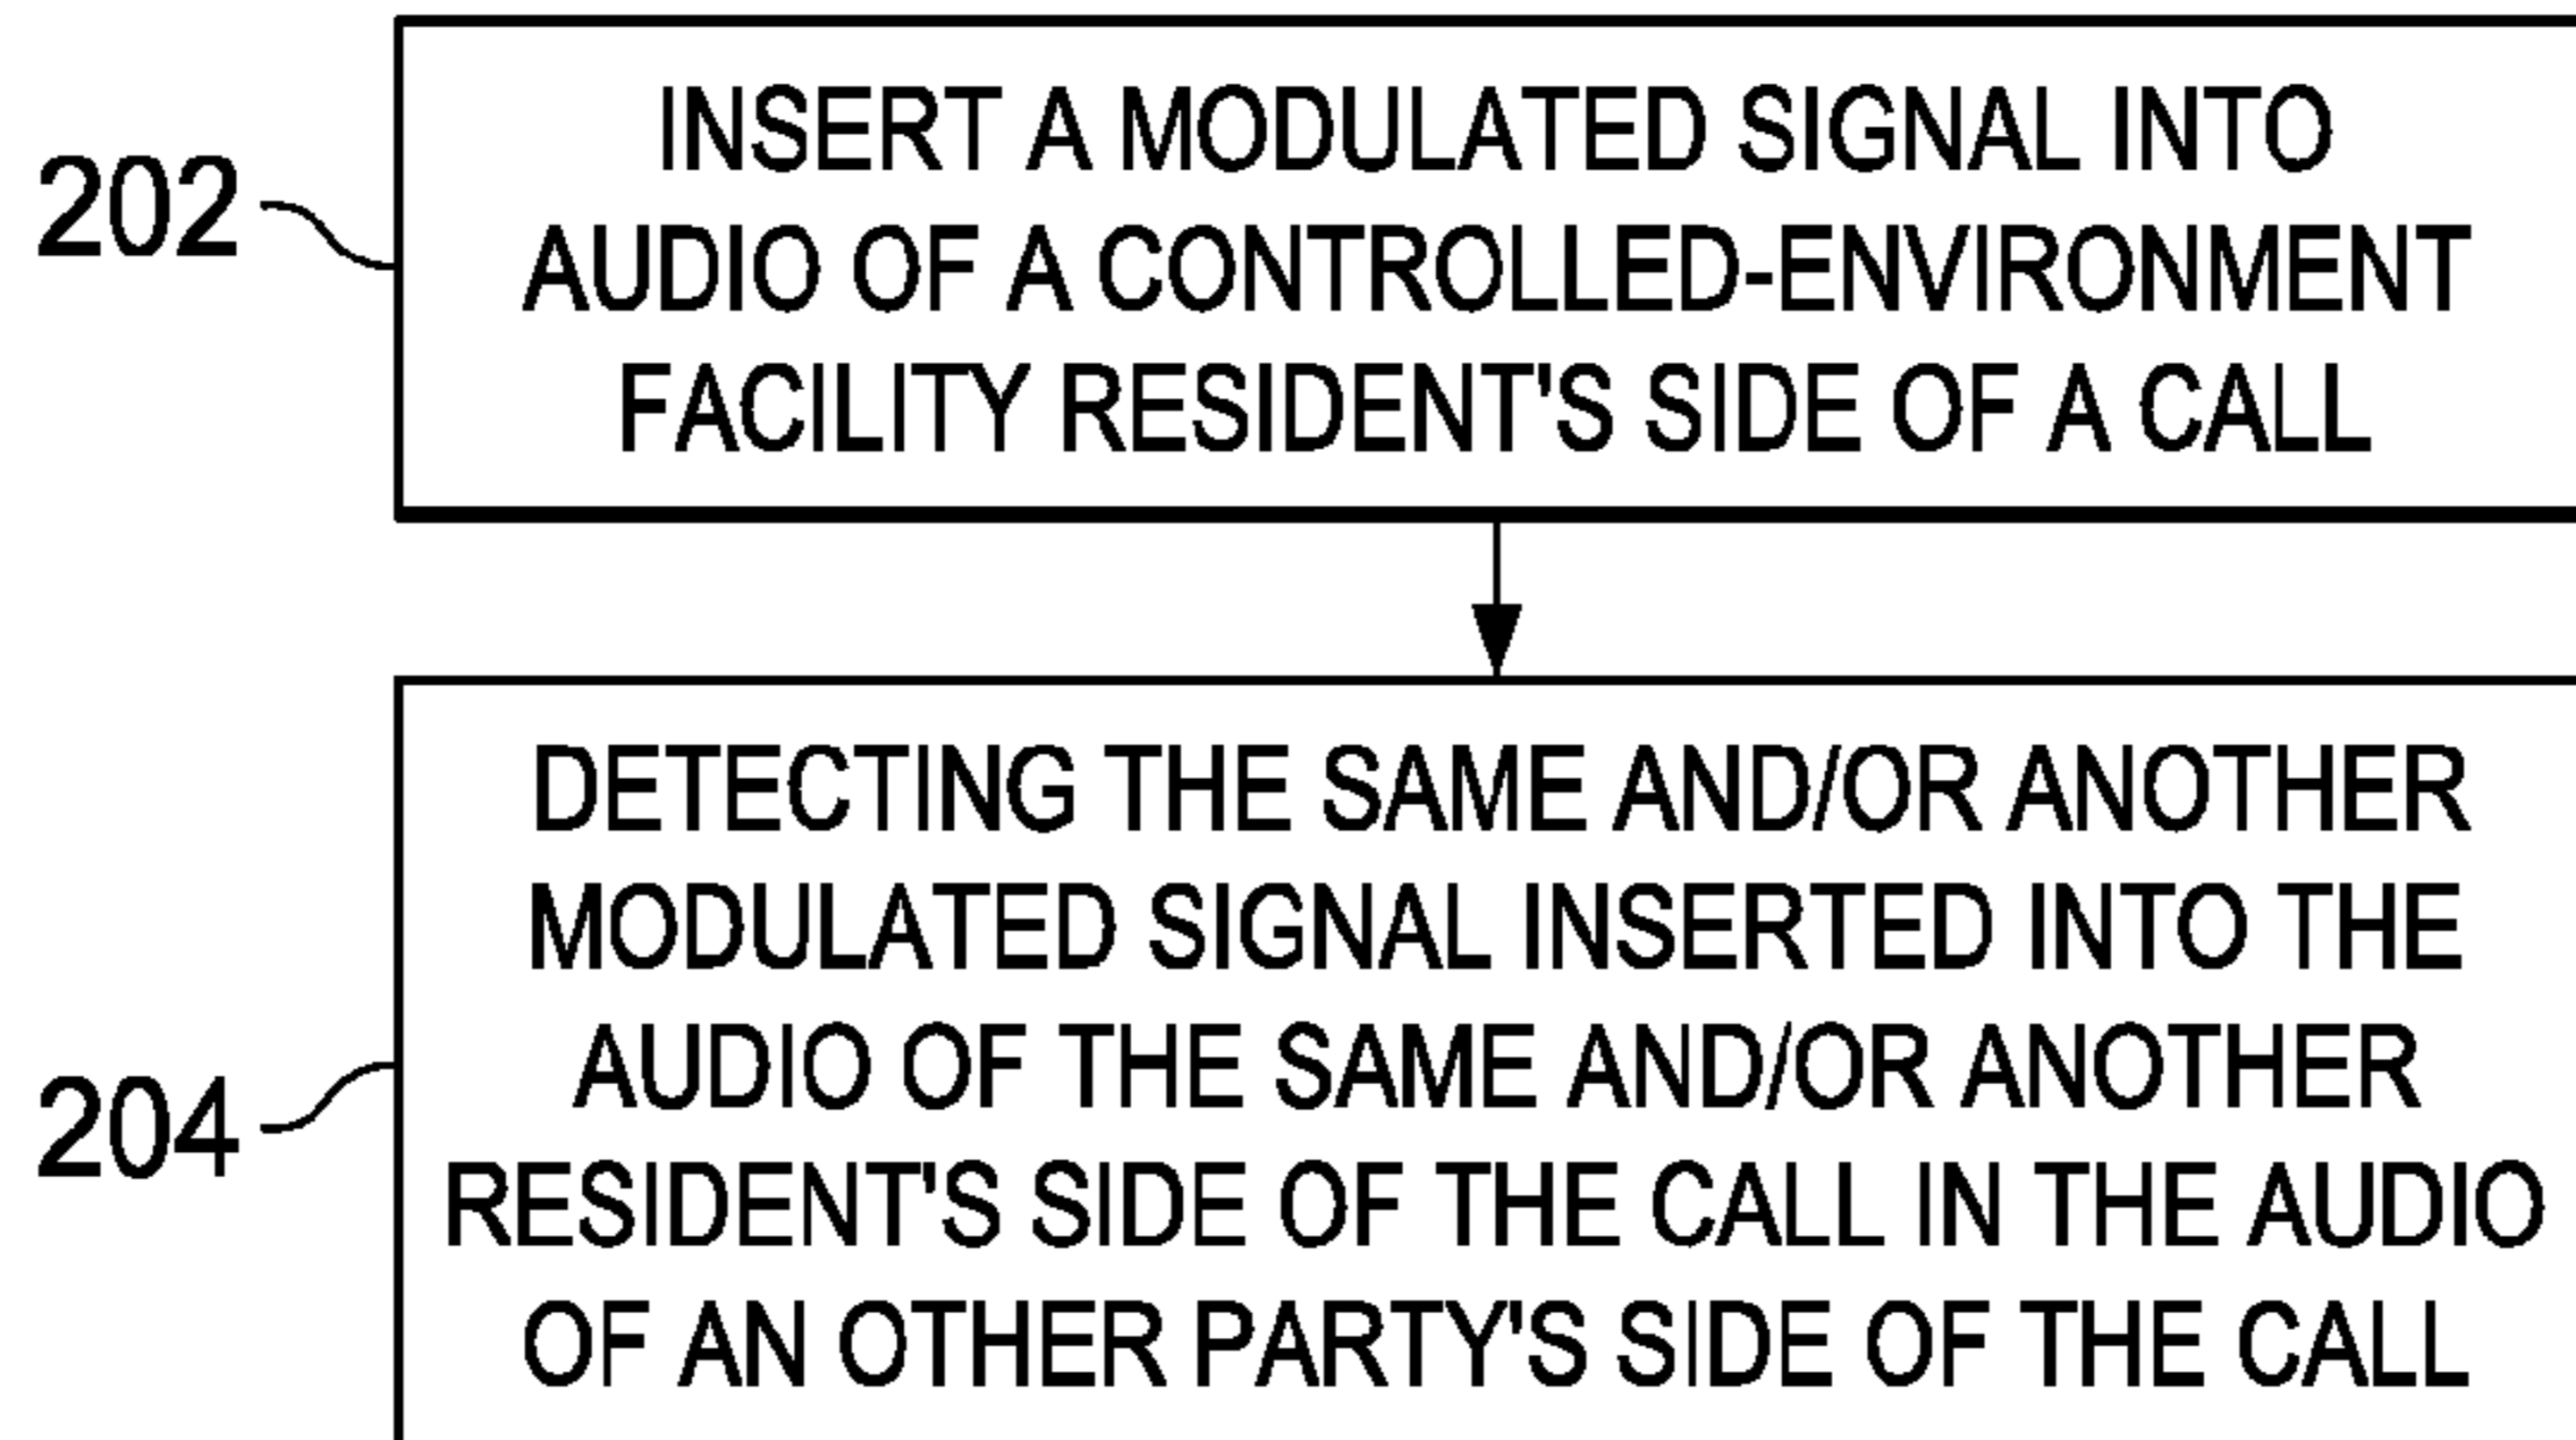 202
INSERT A MODULATED SIGNAL INTO
AUDIO OF A CONTROLLED-ENVIRONMENT
FACILITY RESIDENT'S SIDE OF A CALL
204
DETECTING THE SAME AND/OR ANOTHER
MODULATED SIGNAL INSERTED INTO THE
AUDIO OF THE SAME AND/OR ANOTHER
RESIDENT'S SIDE OF THE CALL IN THE AUDIO
OF AN OTHER PARTY'S SIDE OF THE CALL